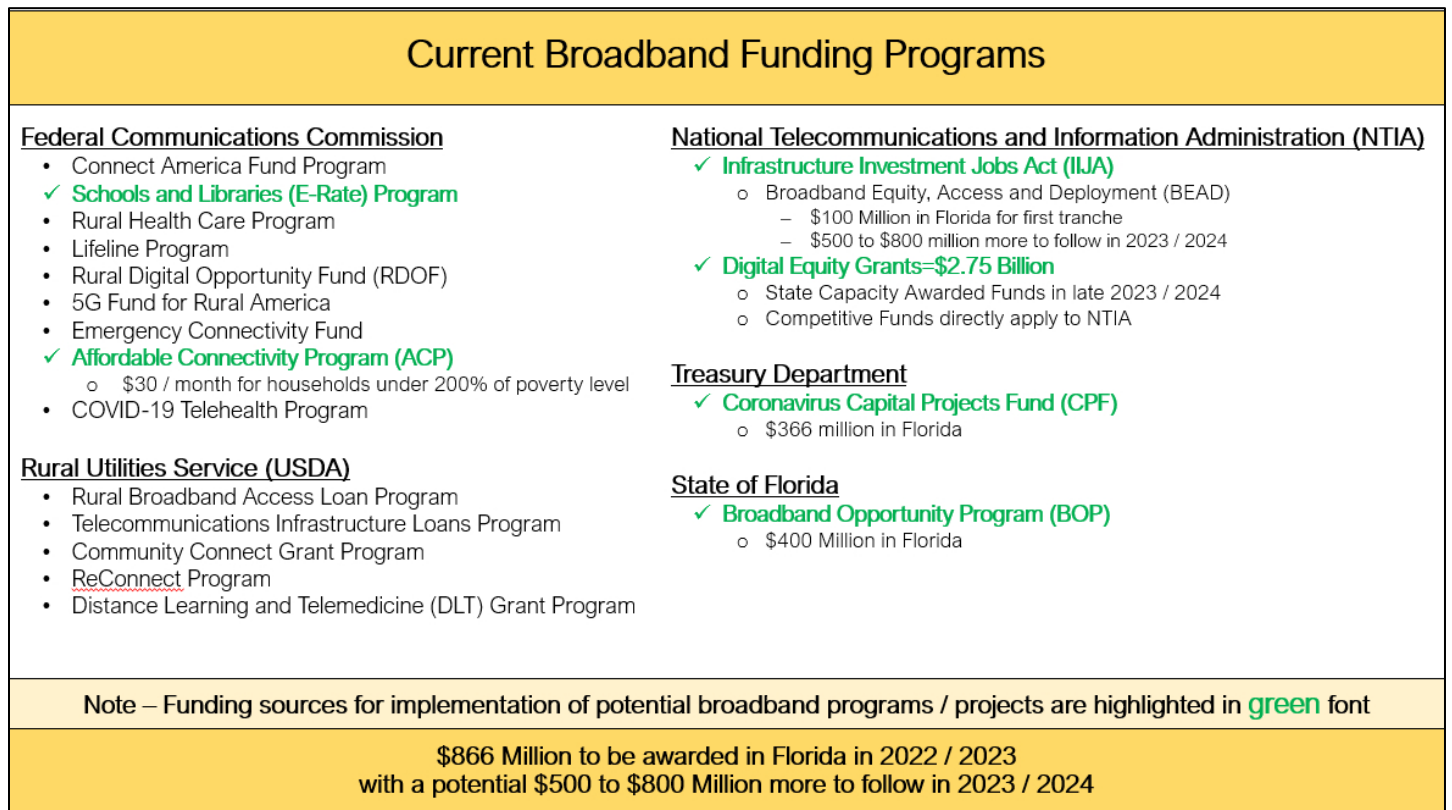 Current Broadband Funding Programs
Federal Communications Commission
• Connect America Fund Program
✓ Schools and Libraries (E-Rate) Program
• Rural Health Care Program
• Lifeline Program
• Rural Digital Opportunity Fund (RDOF)
• 5G Fund for Rural America
• Emergency Connectivity Fund
✓ Affordable Connectivity Program (ACP)
o $30 / month for households under 200% of poverty level
• COVID-19 Telehealth Program
Rural Utilities Service (USDA)
• Rural Broadband Access Loan Program
• Telecommunications Infrastructure Loans Program
• Community Connect Grant Program
• ReConnect Program
• Distance Learning and Telemedicine (DLT) Grant Program
National Telecommunications and Information Administration (NTIA)
✓ Infrastructure Investment Jobs Act (IIJA)
o Broadband Equity, Access and Deployment (BEAD)
– $100 Million in Florida for first tranche
– $500 to $800 million more to follow in 2023 / 2024
✓ Digital Equity Grants=$2.75 Billion
o State Capacity Awarded Funds in late 2023 / 2024
o Competitive Funds directly apply to NTIA
Treasury Department
✓ Coronavirus Capital Projects Fund (CPF)
o $366 million in Florida
State of Florida
✓ Broadband Opportunity Program (BOP)
o $400 Million in Florida
Note – Funding sources for implementation of potential broadband programs / projects are highlighted in green font
$866 Million to be awarded in Florida in 2022 / 2023
with a potential $500 to $800 Million more to follow in 2023 / 2024